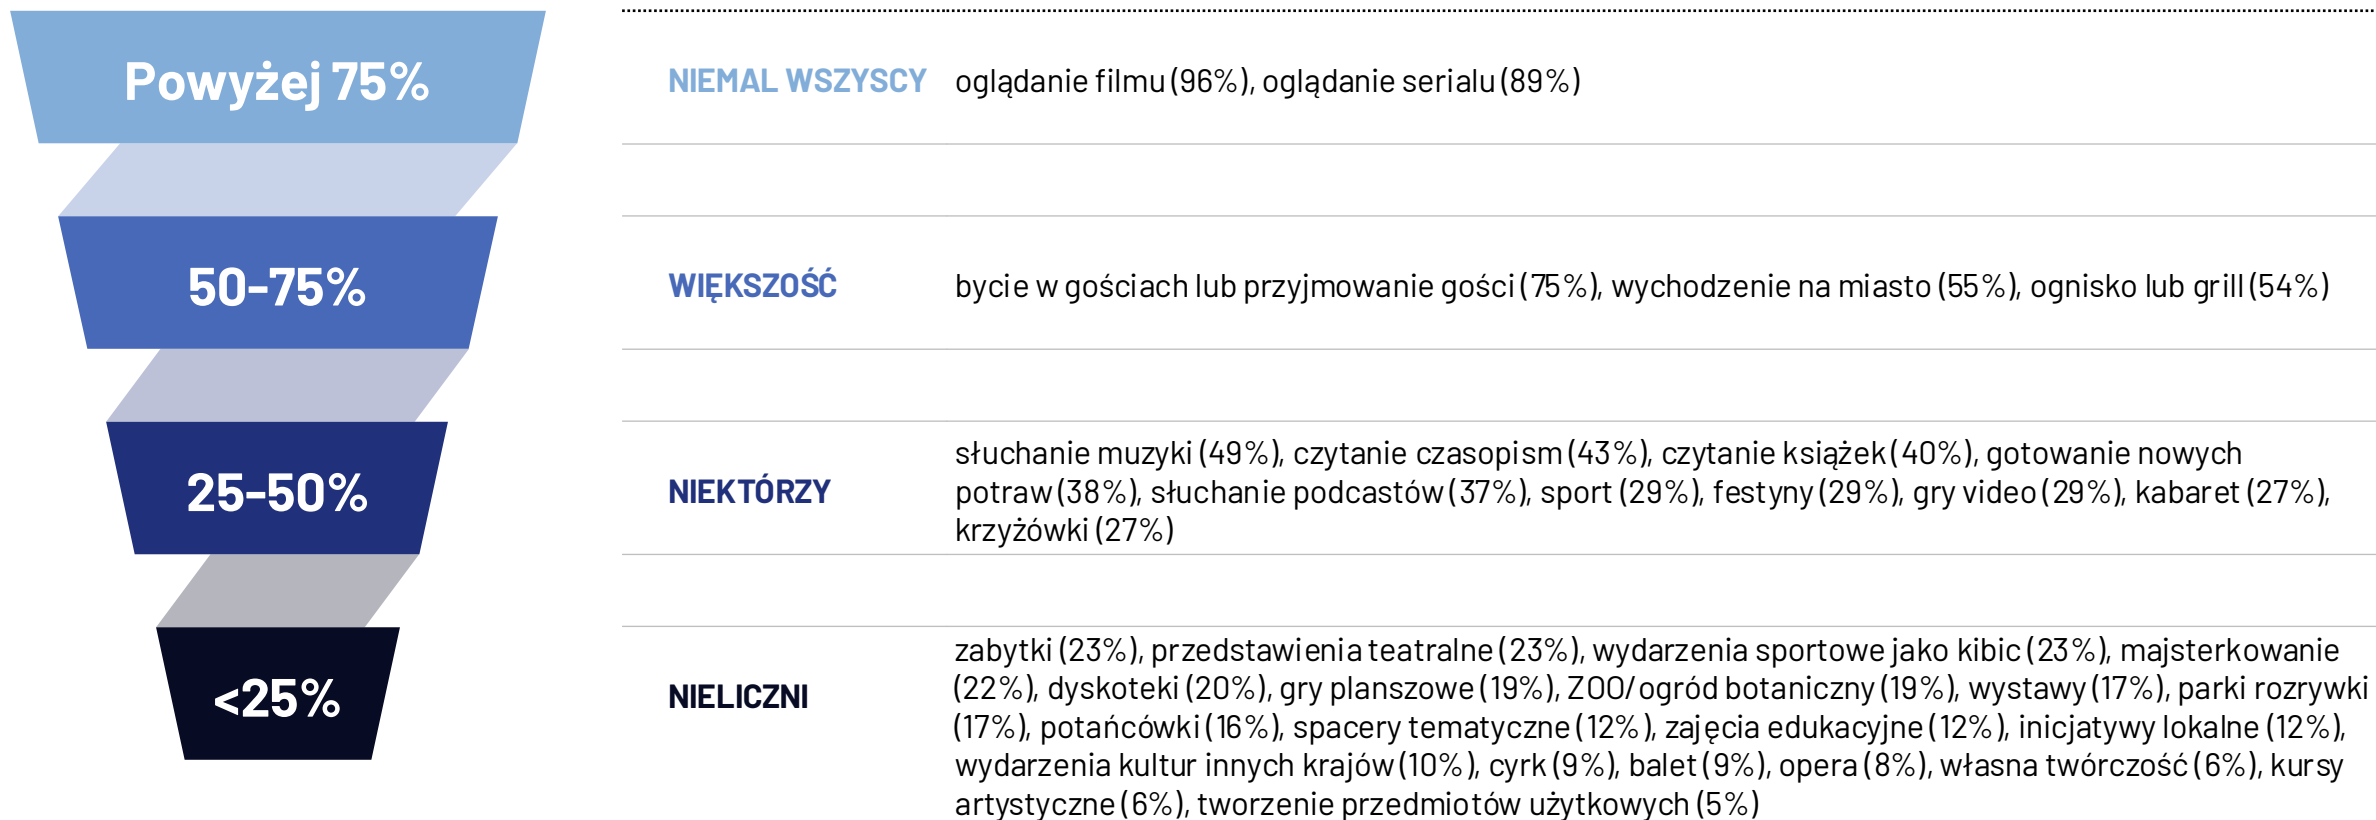 Powyżej 75%
NIEMAL WSZYSCY
oglądanie filmu (96%), oglądanie serialu (89%)
50-75%
WIĘKSZOŚĆ
bycie w gościach lub przyjmowanie gości (75%), wychodzenie na miasto (55%), ognisko lub grill (54%)
25-50%
NIEKTÓRZY
słuchanie muzyki (49%), czytanie czasopism (43%), czytanie książek (40%), gotowanie nowych
potraw (38%), słuchanie podcastów (37%), sport (29%), festyny (29%), gry video (29%), kabaret (27%),
krzyżówki (27%)
<25%
NIELICZNI
zabytki (23%), przedstawienia teatralne (23%), wydarzenia sportowe jako kibic (23%), majsterkowanie
(22%), dyskoteki (20%), gry planszowe (19%), ZOO/ogród botaniczny (19%), wystawy (17%), parki rozrywki
(17%), potańcówki (16%), spacery tematyczne (12%), zajęcia edukacyjne (12%), inicjatywy lokalne (12%),
wydarzenia kultur innych krajów (10%), cyrk (9%), balet (9%), opera (8%), własna twórczość (6%), kursy
artystyczne (6%), tworzenie przedmiotów użytkowych (5%)